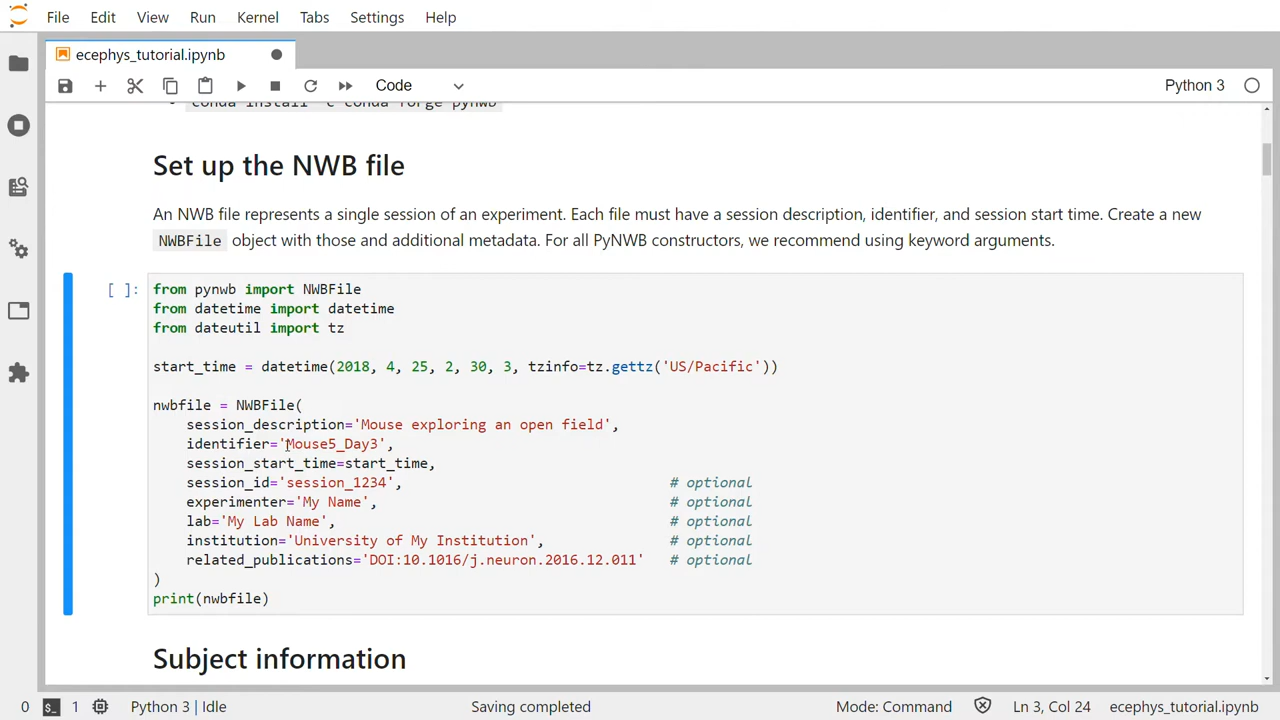 File Edit View Run Kernel Tabs Settings Help
ecephys_tutorial.ipynb
Code
Python 3
conda install -c conda-forge pynwb
Set up the NWB file
An NWB file represents a single session of an experiment. Each file must have a session description, identifier, and session start time. Create a new
NWBFile object with those and additional metadata. For all PyNWB constructors, we recommend using keyword arguments.
[ ]: from pynwb import NWBFile
from datetime import datetime
from dateutil import tz
start_time = datetime(2018, 4, 25, 2, 30, 3, tzinfo=tz.gettz('US/Pacific'))
nwbfile = NWBFile(
session_description='Mouse exploring an open field',
identifier='Mouse5_Day3',
session_start_time=start_time,
session_id='session_1234', # optional
experimenter='My Name', # optional
lab='My Lab Name', # optional
institution='University of My Institution', # optional
related_publications='DOI:10.1016/j.neuron.2016.12.011' # optional
)
print(nwbfile)
Subject information
0 $_ 1 Python 3 | Idle Saving completed Mode: Command Ln 3, Col 24 ecephys_tutorial.ipynb